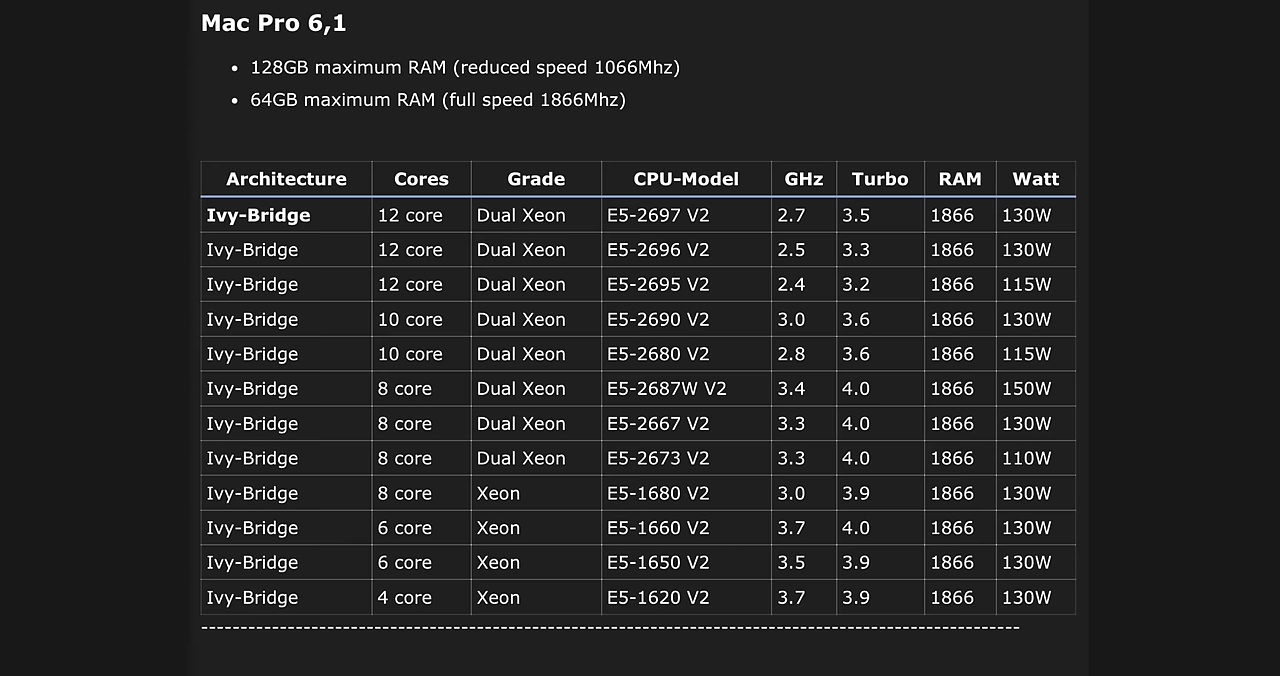 Mac Pro 6,1
• 128GB maximum RAM (reduced speed 1066Mhz)
• 64GB maximum RAM (full speed 1866Mhz)
Architecture Cores Grade CPU-Model GHz Turbo RAM Watt
Ivy-Bridge 12 core Dual Xeon E5-2697 V2 2.7 3.5 1866 130W
Ivy-Bridge 12 core Dual Xeon E5-2696 V2 2.5 3.3 1866 130W
Ivy-Bridge 12 core Dual Xeon E5-2695 V2 2.4 3.2 1866 115W
Ivy-Bridge 10 core Dual Xeon E5-2690 V2 3.0 3.6 1866 130W
Ivy-Bridge 10 core Dual Xeon E5-2680 V2 2.8 3.6 1866 115W
Ivy-Bridge 8 core Dual Xeon E5-2687W V2 3.4 4.0 1866 150W
Ivy-Bridge 8 core Dual Xeon E5-2667 V2 3.3 4.0 1866 130W
Ivy-Bridge 8 core Dual Xeon E5-2673 V2 3.3 4.0 1866 110W
Ivy-Bridge 8 core Xeon E5-1680 V2 3.0 3.9 1866 130W
Ivy-Bridge 6 core Xeon E5-1660 V2 3.7 4.0 1866 130W
Ivy-Bridge 6 core Xeon E5-1650 V2 3.5 3.9 1866 130W
Ivy-Bridge 4 core Xeon E5-1620 V2 3.7 3.9 1866 130W
---------------------------------------------------------------------------------------------------------